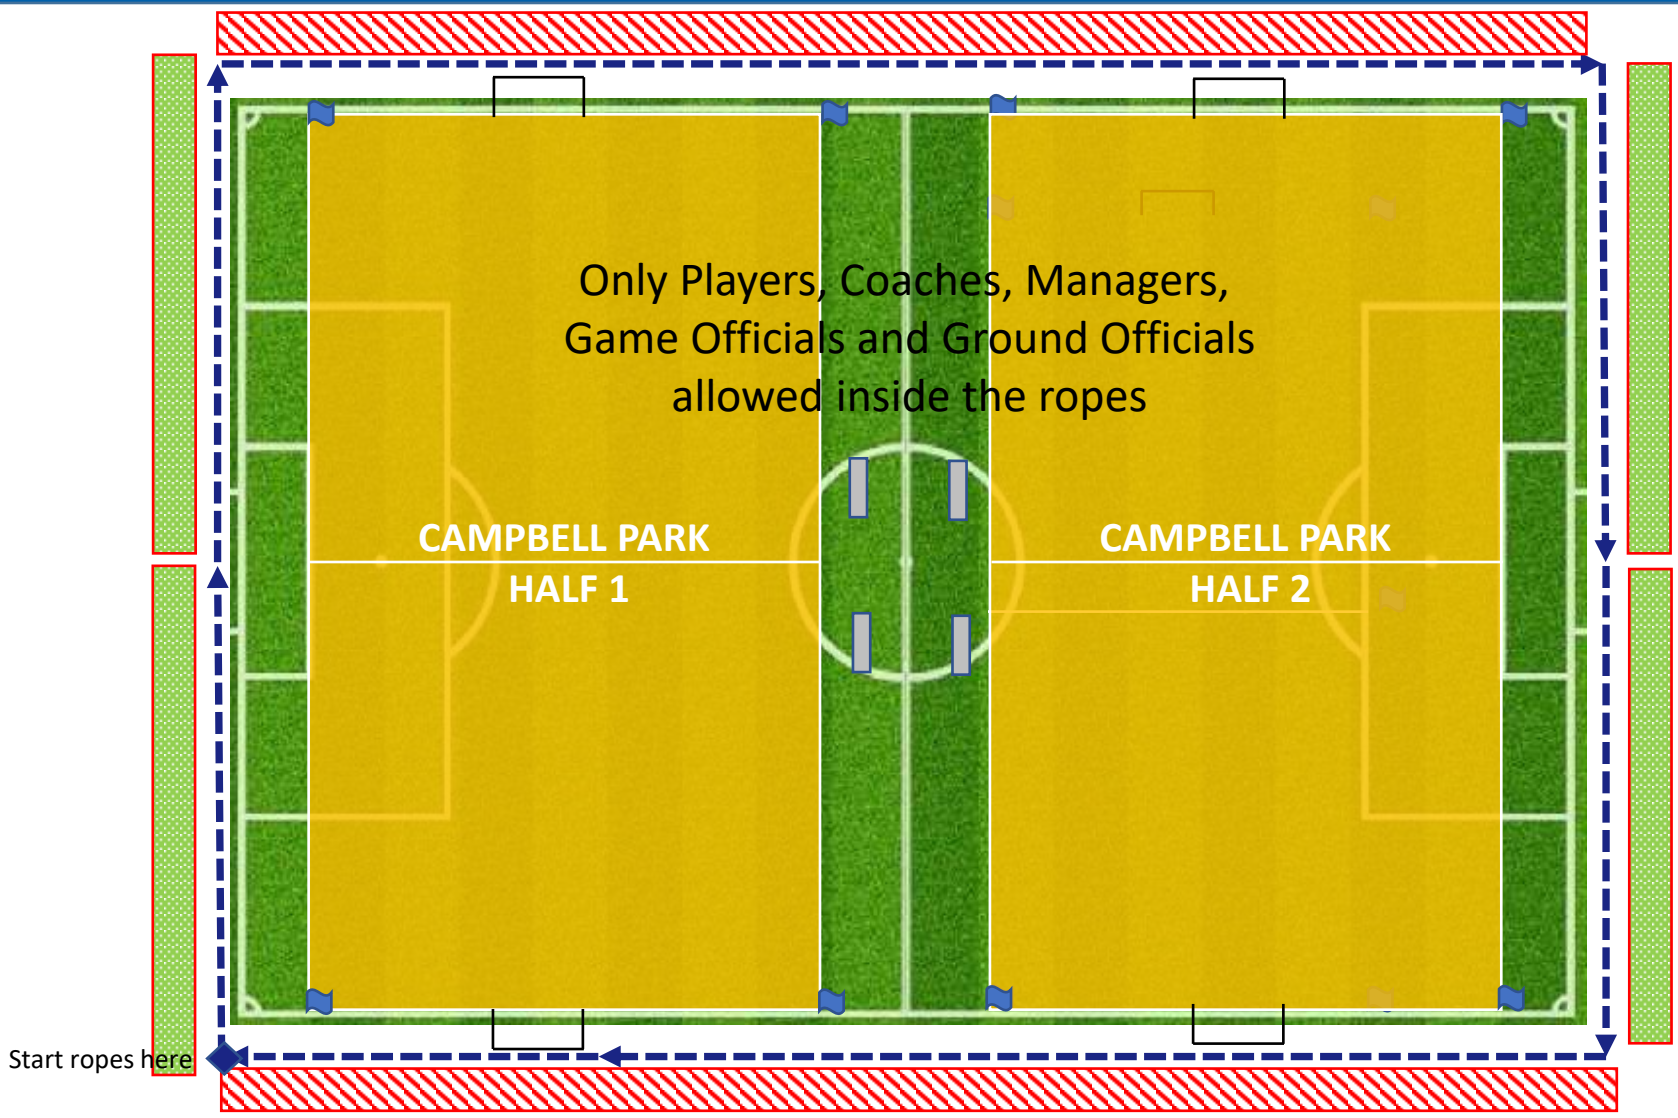 Only Players, Coaches, Managers,
Game Officials and Ground Officials
allowed inside the ropes
CAMPBELL PARK
HALF 1
CAMPBELL PARK
HALF 2
Start ropes here